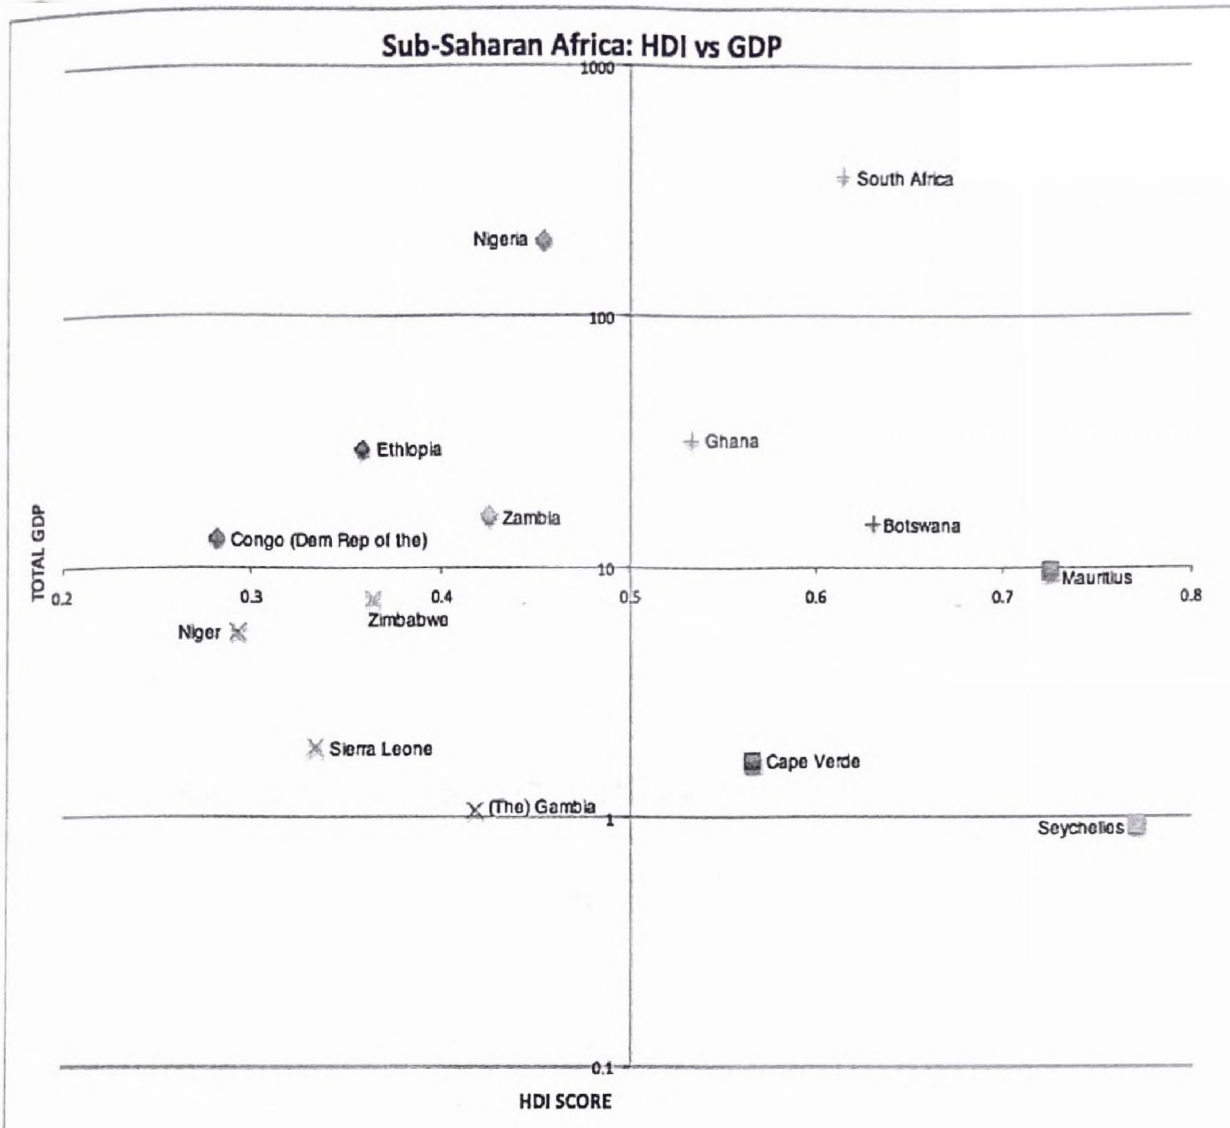 Sub-Saharan Africa: HDI vs GDP
1000
South Africa
Nigeria
100
Ghana
Ethiopia
Zambia
Botswana
Congo (Dem Rep of the)
TOTAL GDP
10
Mauritius
0.2
0.3
0.4
0.5
0.6
0.7
0.8
Zimbabwe
Niger
Sierra Leone
Cape Verde
(The) Gambia
1
Seychelles
0.1
HDI SCORE